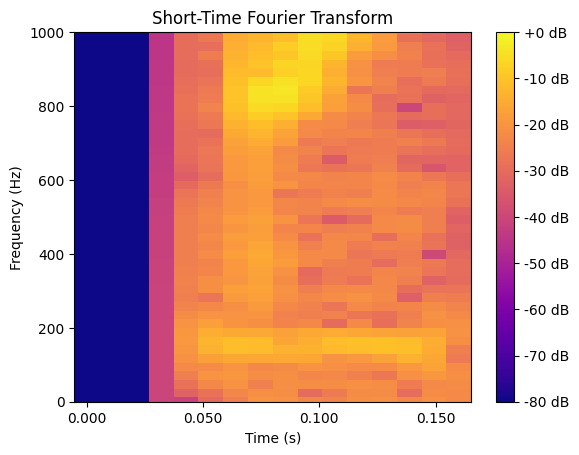 Short-Time Fourier Transform
Frequency (Hz)
1000
800
600
400
200
0
0.000
0.050
0.100
0.150
Time (s)
+0 dB
-10 dB
-20 dB
-30 dB
-40 dB
-50 dB
-60 dB
-70 dB
-80 dB